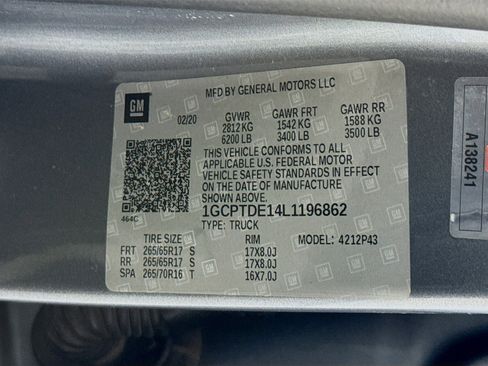 GM
MFD BY GENERAL MOTORS LLC
02/20 GVWR GAWR FRT GAWR RR
2812 KG 1542 KG 1588 KG
6200 LB 3400 LB 3500 LB
THIS VEHICLE CONFORMS TO ALL
APPLICABLE U.S. FEDERAL MOTOR
VEHICLE SAFETY STANDARDS IN EFFECT
ON THE DATE OF MANUFACTURE
SHOWN ABOVE.
464C
1GCPTDE14L1196862
TYPE: TRUCK MODEL: 4212P43
TIRE SIZE RIM
FRT 265/65R17 S 17X8.0J
RR 265/65R17 S 17X8.0J
SPA 265/70R16 T 16X7.0J
A138241